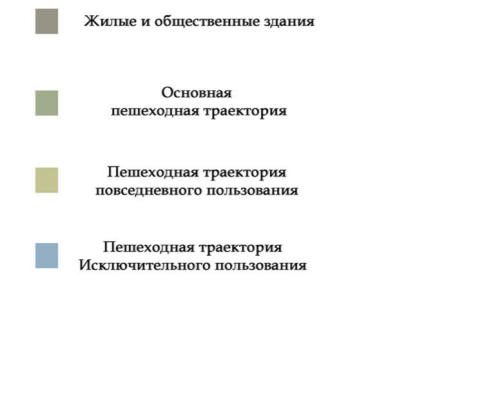 Жилые и общественные здания
Основная
пешеходная траектория
Пешеходная траектория
повседневного пользования
Пешеходная траектория
Исключительного пользования